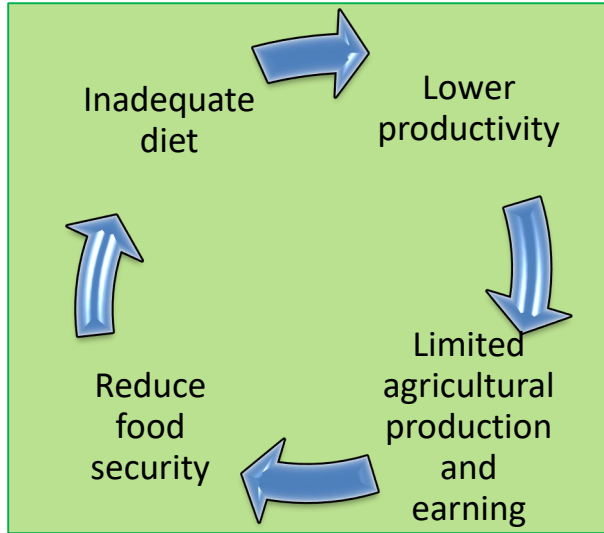 Inadequate
diet
Lower
productivity
Limited
agricultural
production
and
earning
Reduce
food
security